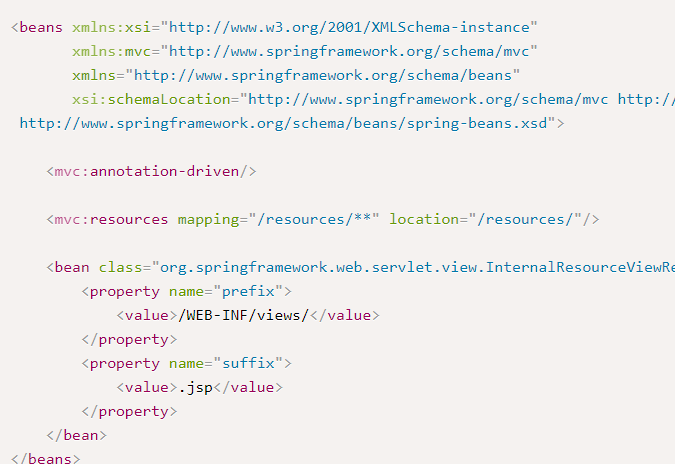 <beans xmlns:xsi="http://www.w3.org/2001/XMLSchema-instance"
xmlns:mvc="http://www.springframework.org/schema/mvc"
xmlns="http://www.springframework.org/schema/beans"
xsi:schemaLocation="http://www.springframework.org/schema/mvc http://
http://www.springframework.org/schema/beans/spring-beans.xsd">
<mvc:annotation-driven/>
<mvc:resources mapping="/resources/**" location="/resources/"/>
<bean class="org.springframework.web.servlet.view.InternalResourceViewRe
<property name="prefix">
<value>/WEB-INF/views/</value>
</property>
<property name="suffix">
<value>.jsp</value>
</property>
</bean>
</beans>